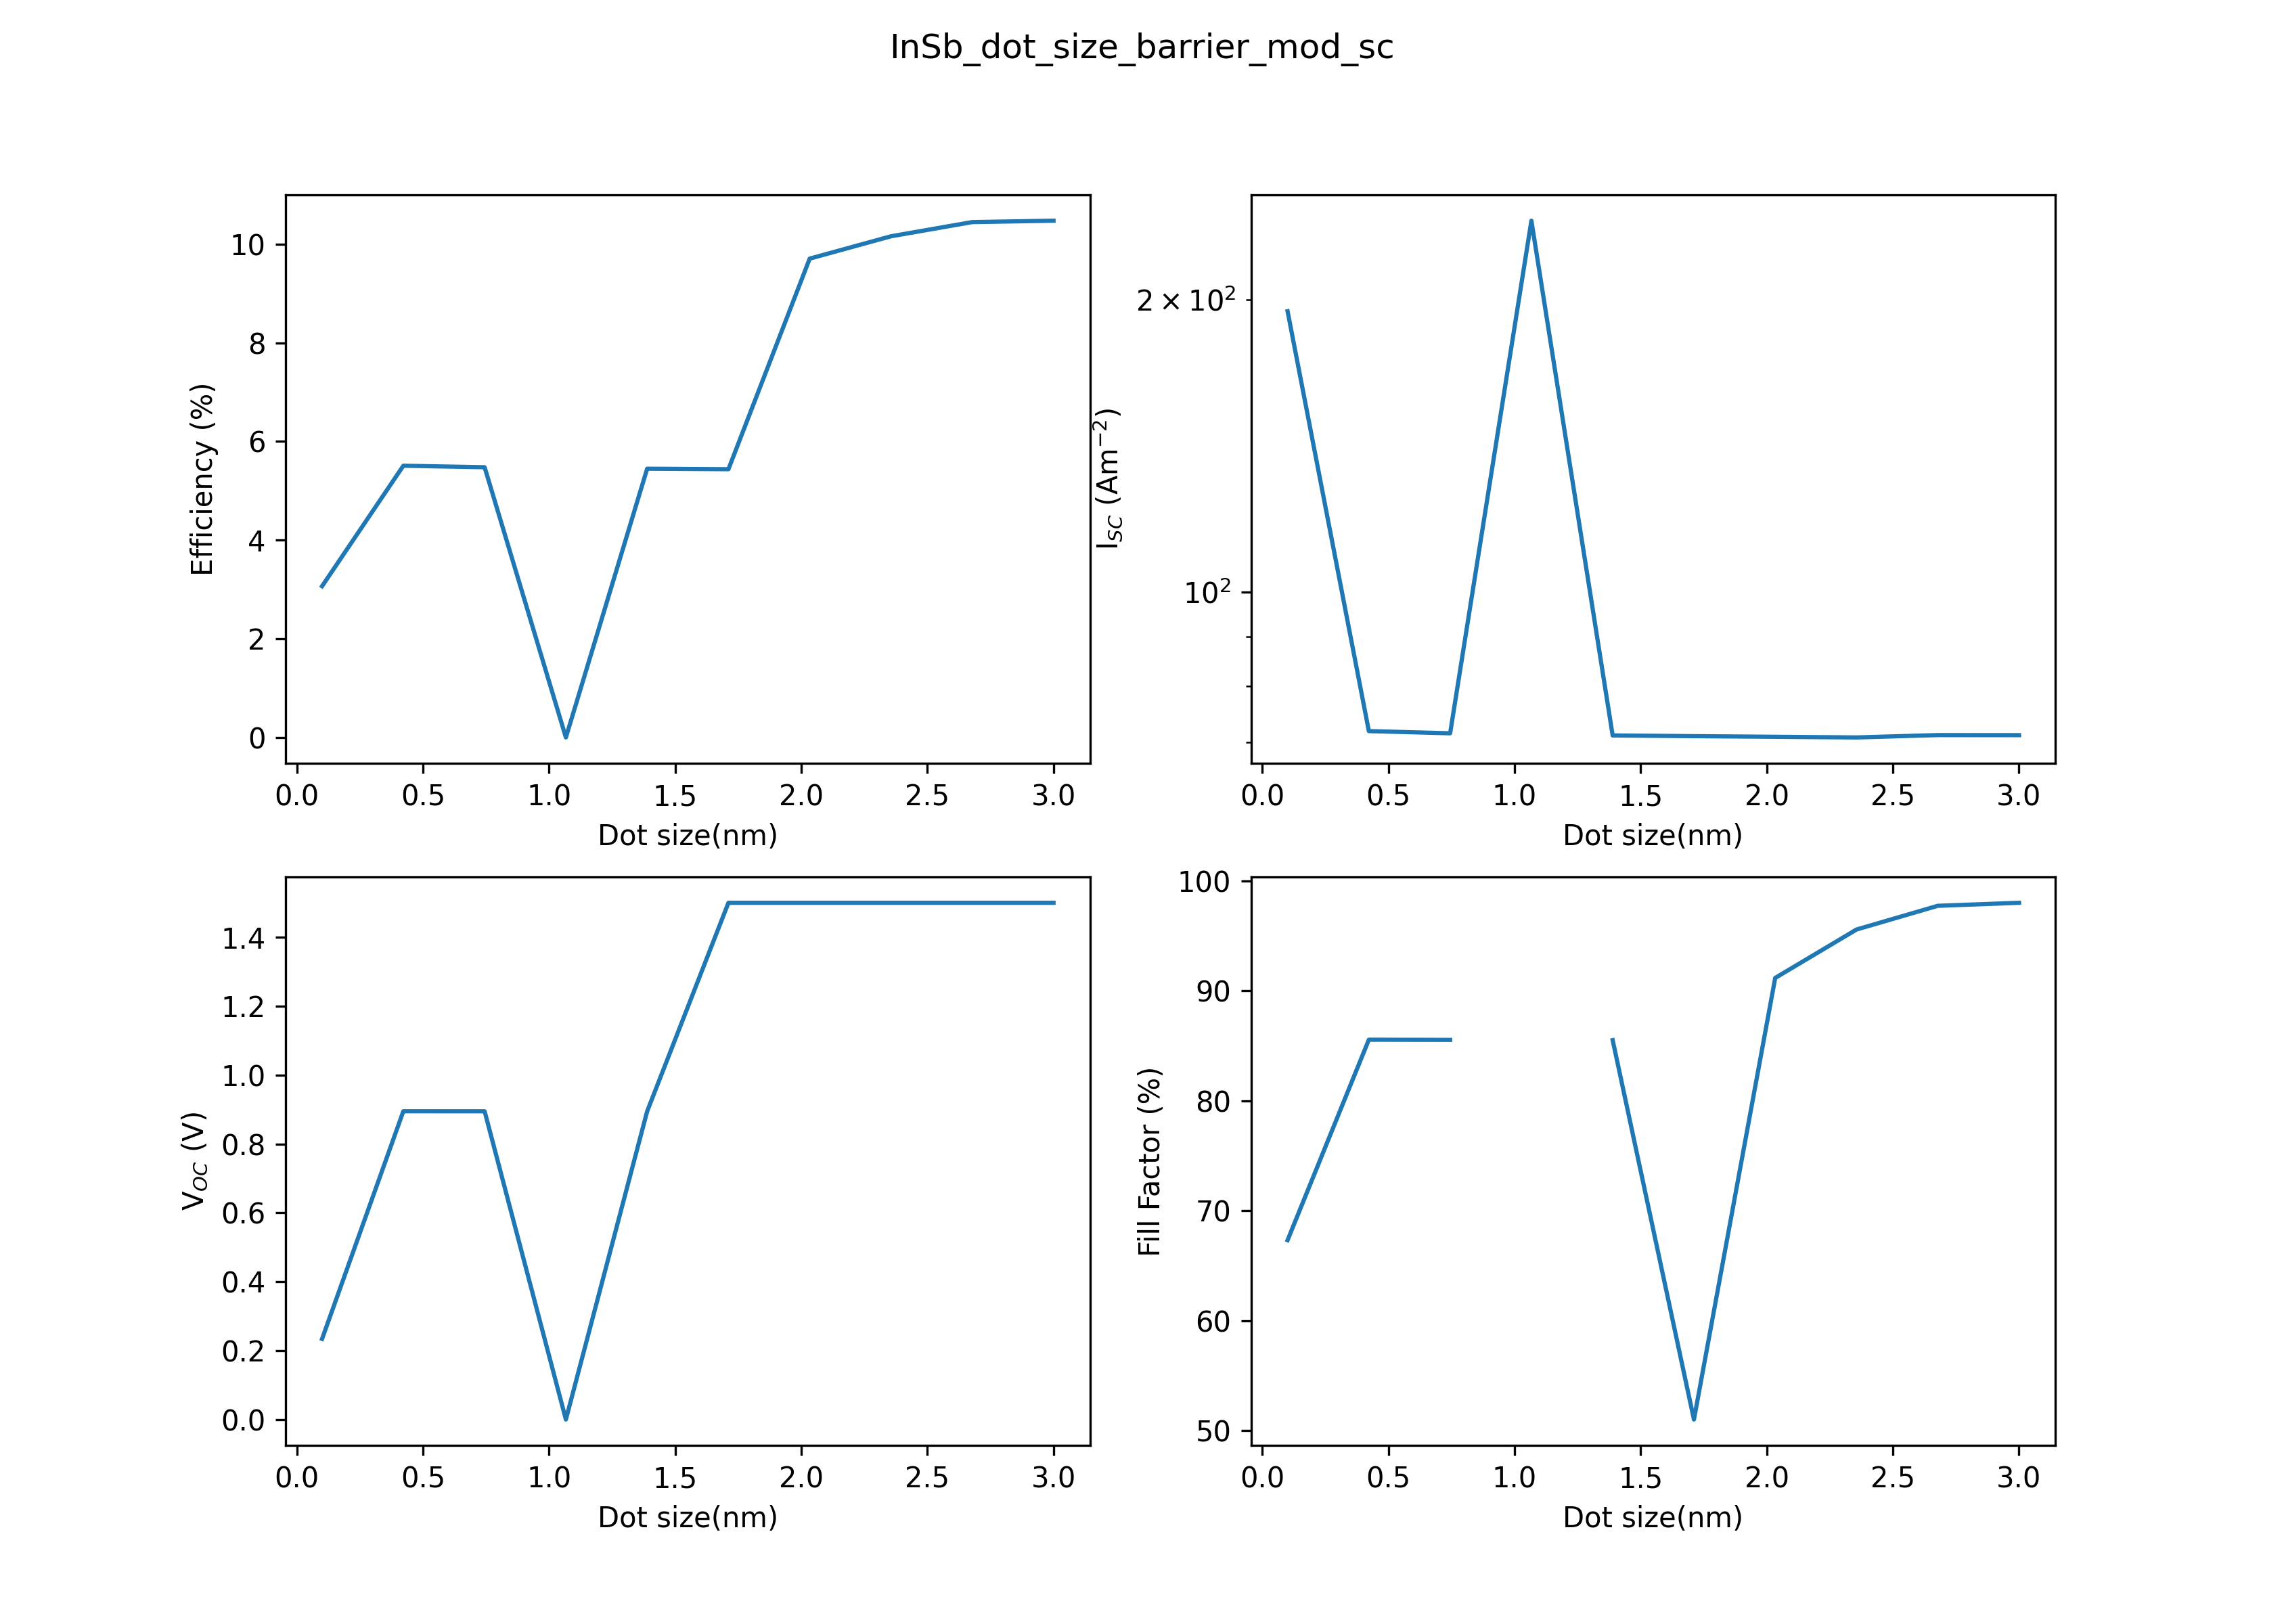 InSb_dot_size_barrier_mod_sc
Efficiency (%)
10
8
6
4
2
0
0.0 0.5 1.0 1.5 2.0 2.5 3.0
Dot size(nm)
I_SC (Am⁻²)
2 × 10²
10²
0.0 0.5 1.0 1.5 2.0 2.5 3.0
Dot size(nm)
V_OC (V)
1.4
1.2
1.0
0.8
0.6
0.4
0.2
0.0
0.0 0.5 1.0 1.5 2.0 2.5 3.0
Dot size(nm)
Fill Factor (%)
100
90
80
70
60
50
0.0 0.5 1.0 1.5 2.0 2.5 3.0
Dot size(nm)